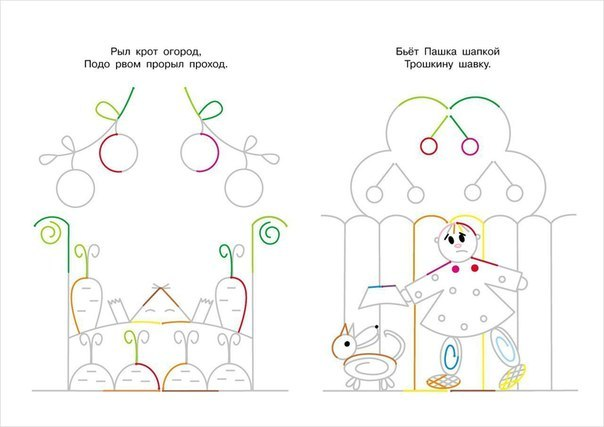 Рыл крот огород,
Подо рвом прорыл проход.
Бьёт Пашка шапкой
Трошкину шавку.